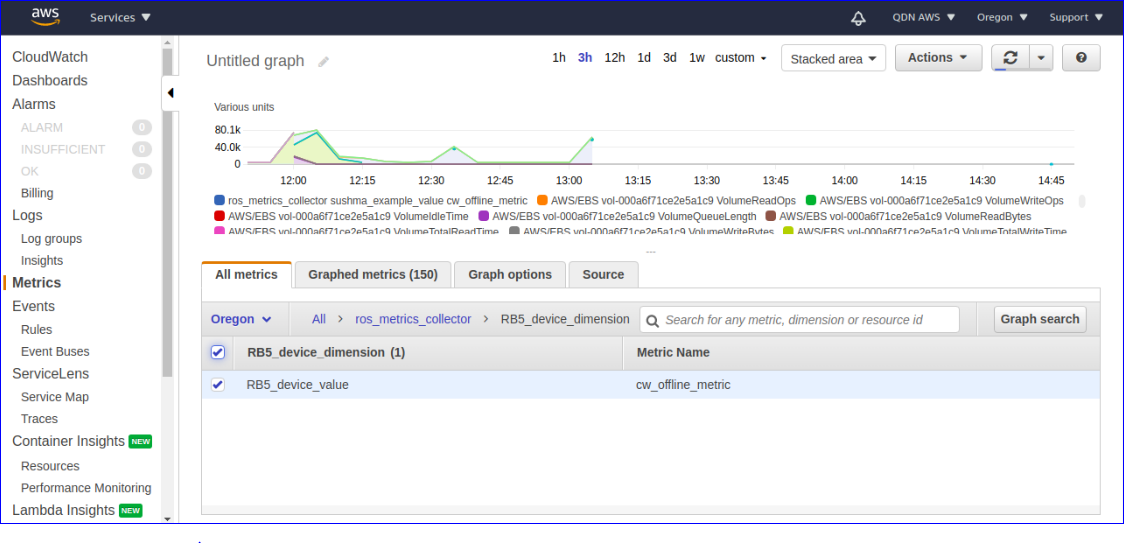 aws Services ▼ QDN AWS ▼ Oregon ▼ Support ▼
CloudWatch
Dashboards
Alarms
ALARM 0
INSUFFICIENT 0
OK 0
Billing
Logs
Log groups
Insights
Metrics
Events
Rules
Event Buses
ServiceLens
Service Map
Traces
Container Insights NEW
Resources
Performance Monitoring
Lambda Insights NEW
Untitled graph 1h 3h 12h 1d 3d 1w custom Stacked area Actions
Various units
80.1k
40.0k
0
12:00 12:15 12:30 12:45 13:00 13:15 13:30 13:45 14:00 14:15 14:30 14:45
ros_metrics_collector sushma_example_value cw_offline_metric AWS/EBS vol-000a6f71ce2e5a1c9 VolumeReadOps AWS/EBS vol-000a6f71ce2e5a1c9 VolumeWriteOps
AWS/EBS vol-000a6f71ce2e5a1c9 VolumeIdleTime AWS/EBS vol-000a6f71ce2e5a1c9 VolumeQueueLength AWS/EBS vol-000a6f71ce2e5a1c9 VolumeReadBytes
AWS/EBS vol-000a6f71ce2e5a1c9 VolumeTotalReadTime AWS/EBS vol-000a6f71ce2e5a1c9 VolumeWriteBytes AWS/EBS vol-000a6f71ce2e5a1c9 VolumeTotalWriteTime
All metrics Graphed metrics (150) Graph options Source
Oregon All > ros_metrics_collector > RB5_device_dimension Search for any metric, dimension or resource id Graph search
RB5_device_dimension (1) Metric Name
RB5_device_value cw_offline_metric